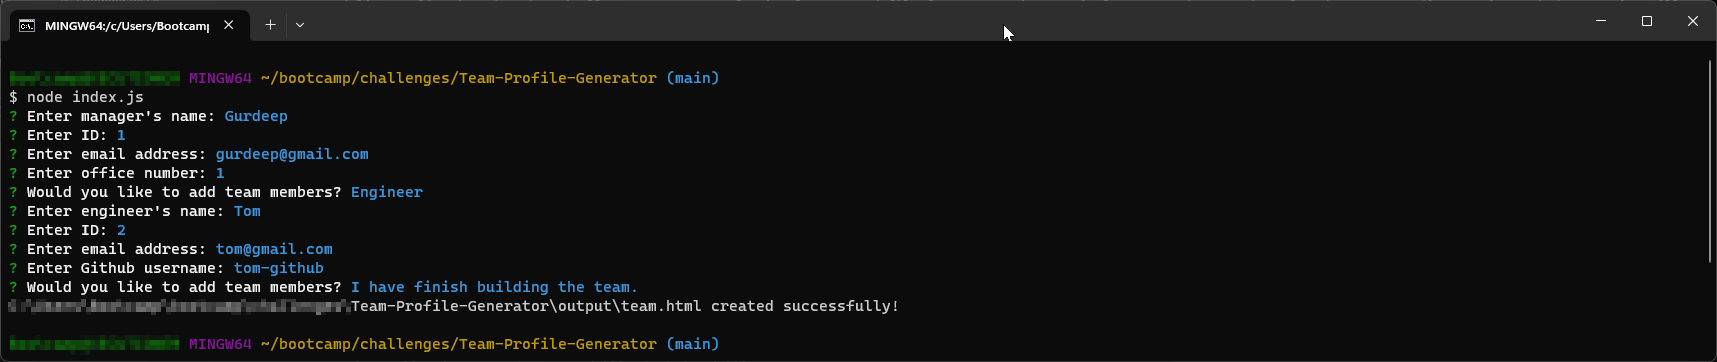 MINGW64:/c/Users/Bootcamp
MINGW64 ~/bootcamp/challenges/Team-Profile-Generator (main)
$ node index.js
? Enter manager's name: Gurdeep
? Enter ID: 1
? Enter email address: gurdeep@gmail.com
? Enter office number: 1
? Would you like to add team members? Engineer
? Enter engineer's name: Tom
? Enter ID: 2
? Enter email address: tom@gmail.com
? Enter Github username: tom-github
? Would you like to add team members? I have finish building the team.
Team-Profile-Generator\output\team.html created successfully!
MINGW64 ~/bootcamp/challenges/Team-Profile-Generator (main)